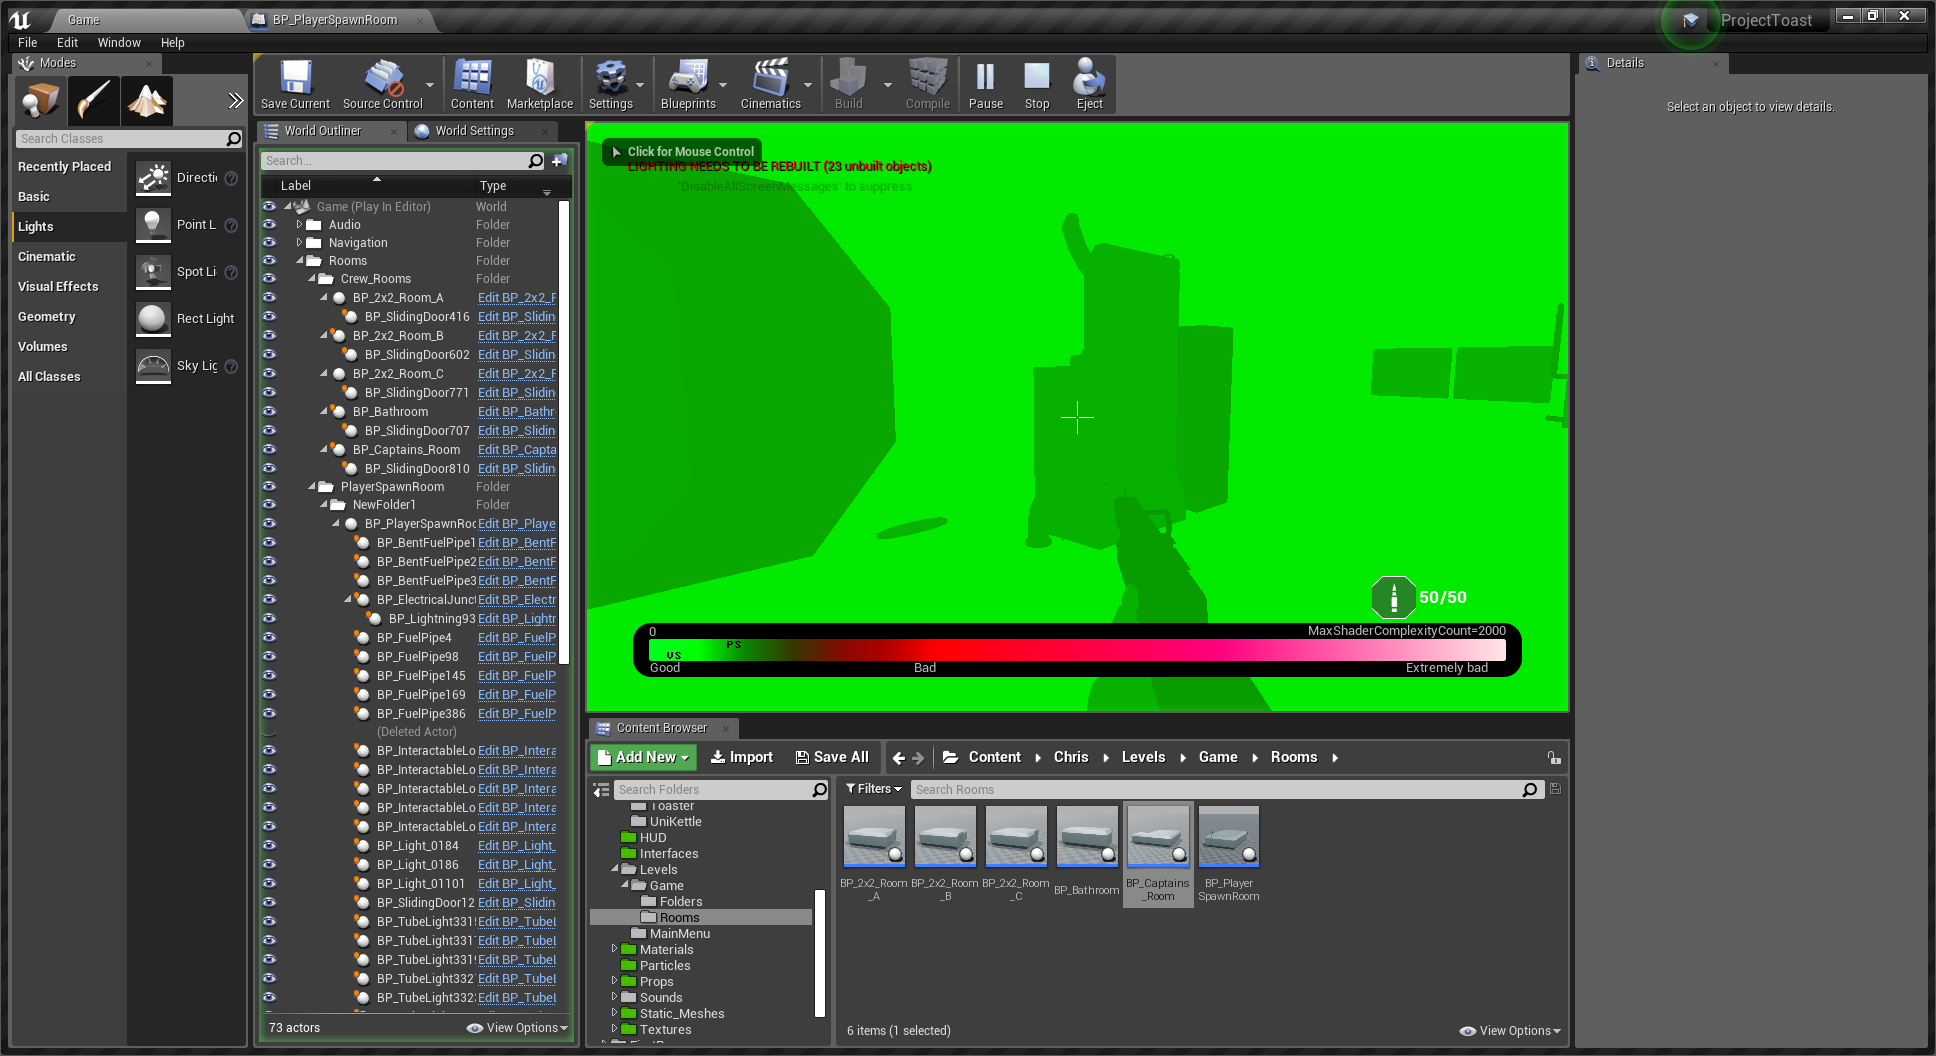 Game
BP_PlayerSpawnRoom
ProjectToast
File Edit Window Help
Modes
Search Classes
Recently Placed
Basic
Lights
Cinematic
Visual Effects
Geometry
Volumes
All Classes
Directi
Point L
Spot Li
Rect Light
Sky Lig
Save Current Source Control Content Marketplace Settings Blueprints Cinematics Build Compile Pause Stop Eject
World Outliner World Settings
Search...
Label Type
Game (Play In Editor) World
Audio Folder
Navigation Folder
Rooms Folder
Crew_Rooms Folder
BP_2x2_Room_A Edit BP_2x2_F
BP_SlidingDoor416 Edit BP_Slidin
BP_2x2_Room_B Edit BP_2x2_F
BP_SlidingDoor602 Edit BP_Slidin
BP_2x2_Room_C Edit BP_2x2_F
BP_SlidingDoor771 Edit BP_Slidin
BP_Bathroom Edit BP_Bathr
BP_SlidingDoor707 Edit BP_Slidin
BP_Captains_Room Edit BP_Capta
BP_SlidingDoor810 Edit BP_Slidin
PlayerSpawnRoom Folder
NewFolder1 Folder
BP_PlayerSpawnRoo Edit BP_Playe
BP_BentFuelPipe1 Edit BP_BentF
BP_BentFuelPipe2 Edit BP_BentF
BP_BentFuelPipe3 Edit BP_BentF
BP_ElectricalJunct Edit BP_Electr
BP_Lightning93 Edit BP_Lightn
BP_FuelPipe4 Edit BP_FuelP
BP_FuelPipe98 Edit BP_FuelP
BP_FuelPipe145 Edit BP_FuelP
BP_FuelPipe169 Edit BP_FuelP
BP_FuelPipe386 Edit BP_FuelP
(Deleted Actor)
BP_InteractableLo Edit BP_Intera
BP_InteractableLo Edit BP_Intera
BP_InteractableLo Edit BP_Intera
BP_InteractableLo Edit BP_Intera
BP_InteractableLo Edit BP_Intera
BP_Light_0184 Edit BP_Light_
BP_Light_0186 Edit BP_Light_
BP_Light_01101 Edit BP_Light_
BP_SlidingDoor12 Edit BP_Slidin
BP_TubeLight3315 Edit BP_TubeL
BP_TubeLight3317 Edit BP_TubeL
BP_TubeLight3319 Edit BP_TubeL
BP_TubeLight332 Edit BP_TubeL
BP_TubeLight332 Edit BP_TubeL
73 actors View Options
Click for Mouse Control
LIGHTING NEEDS TO BE REBUILT (23 unbuilt objects)
'DisableAllScreenMessages' to suppress
50/50
0 MaxShaderComplexityCount=2000
PS
VS
Good Bad Extremely bad
Content Browser
Add New Import Save All Content Chris Levels Game Rooms
Search Folders
Toaster
UniKettle
HUD
Interfaces
Levels
Game
Folders
Rooms
MainMenu
Materials
Particles
Props
Sounds
Static_Meshes
Textures
Filters Search Rooms
BP_2x2_Room_A
BP_2x2_Room_B
BP_2x2_Room_C
BP_Bathroom
BP_Captains_Room
BP_Player
SpawnRoom
6 items (1 selected) View Options
Details
Select an object to view details.